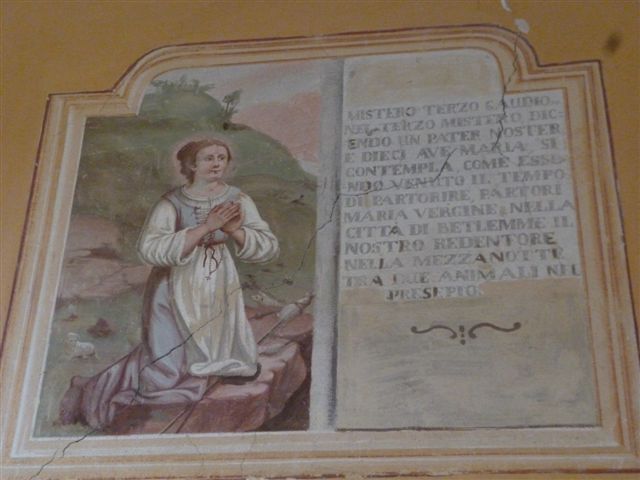 MISTERO TERZO GAUDIO=
NEL TERZO MISTERO, DIC=
ENDO UN PATER NOSTER
E DIECI AVE MARIA, SI
CONTEMPLA COME ESSE=
NDO VENUTO IL TEMPO
DI PARTORIRE, PARTORI
MARIA VERGINE NELLA
CITTA DI BETLEMME IL
NOSTRO REDENTORE
NELLA MEZZANOTTE
TRA DUE ANIMALI NEL
PRESEPIO.